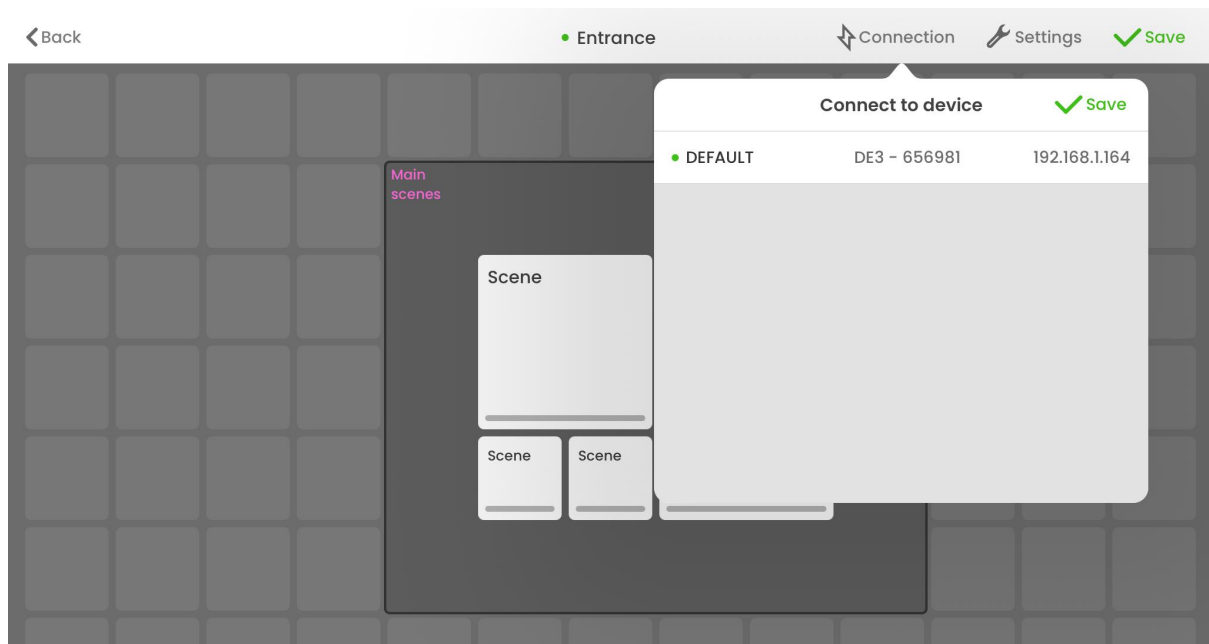 Back
Entrance
Connection
Settings
Save
Connect to device
Save
DEFAULT
DE3 - 656981
192.168.1.164
Main
scenes
Scene
Scene
Scene